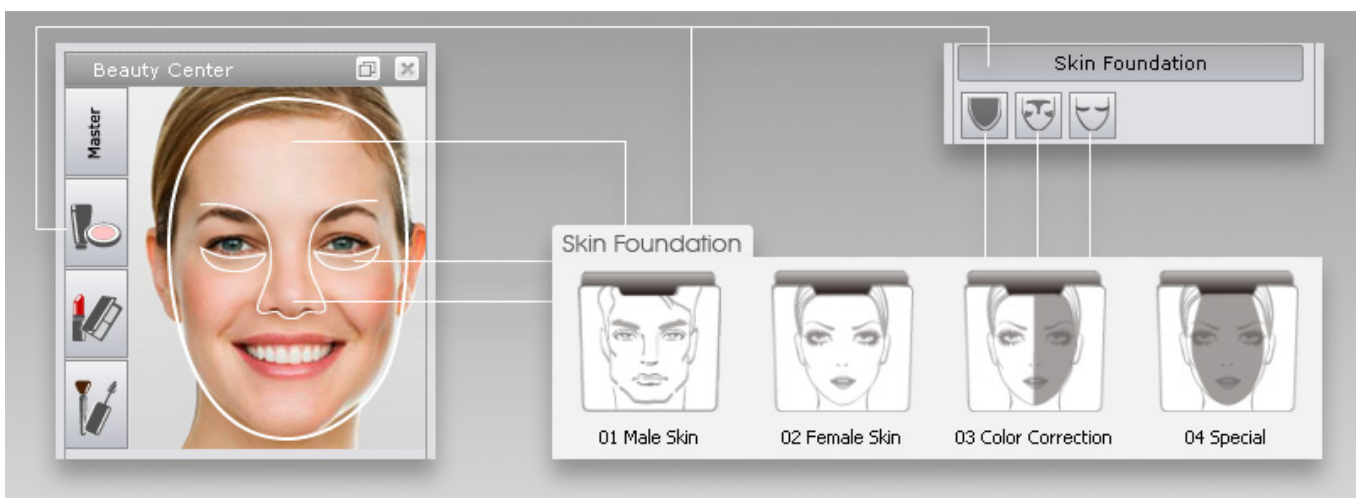 Beauty Center
Master
Skin Foundation
Skin Foundation
01 Male Skin
02 Female Skin
03 Color Correction
04 Special